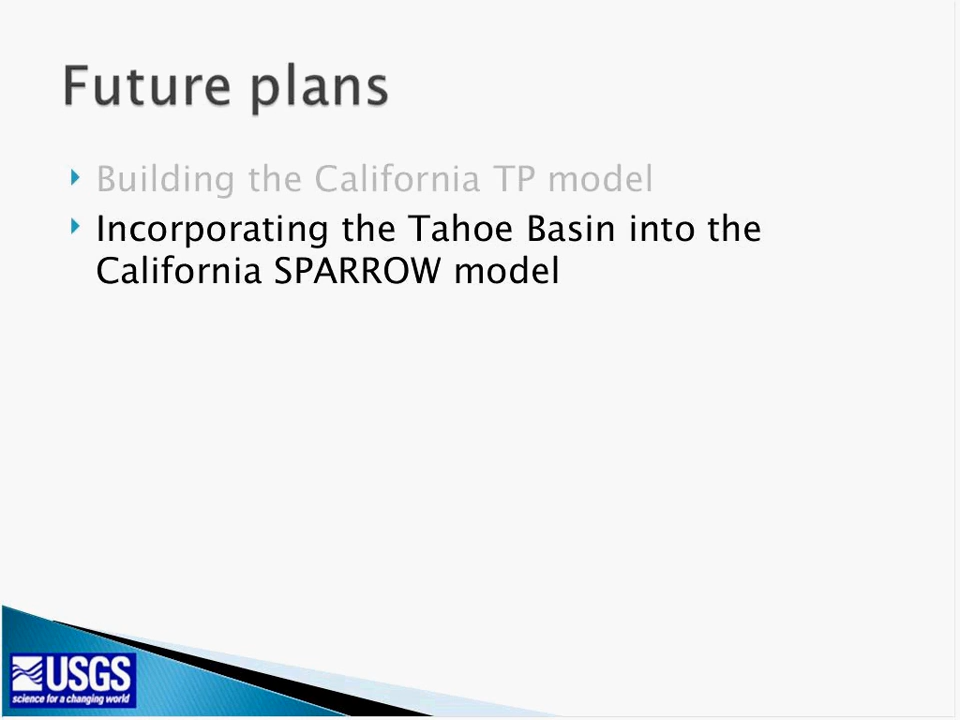 Future plans
Building the California TP model
Incorporating the Tahoe Basin into the
California SPARROW model
USGS
science for a changing world